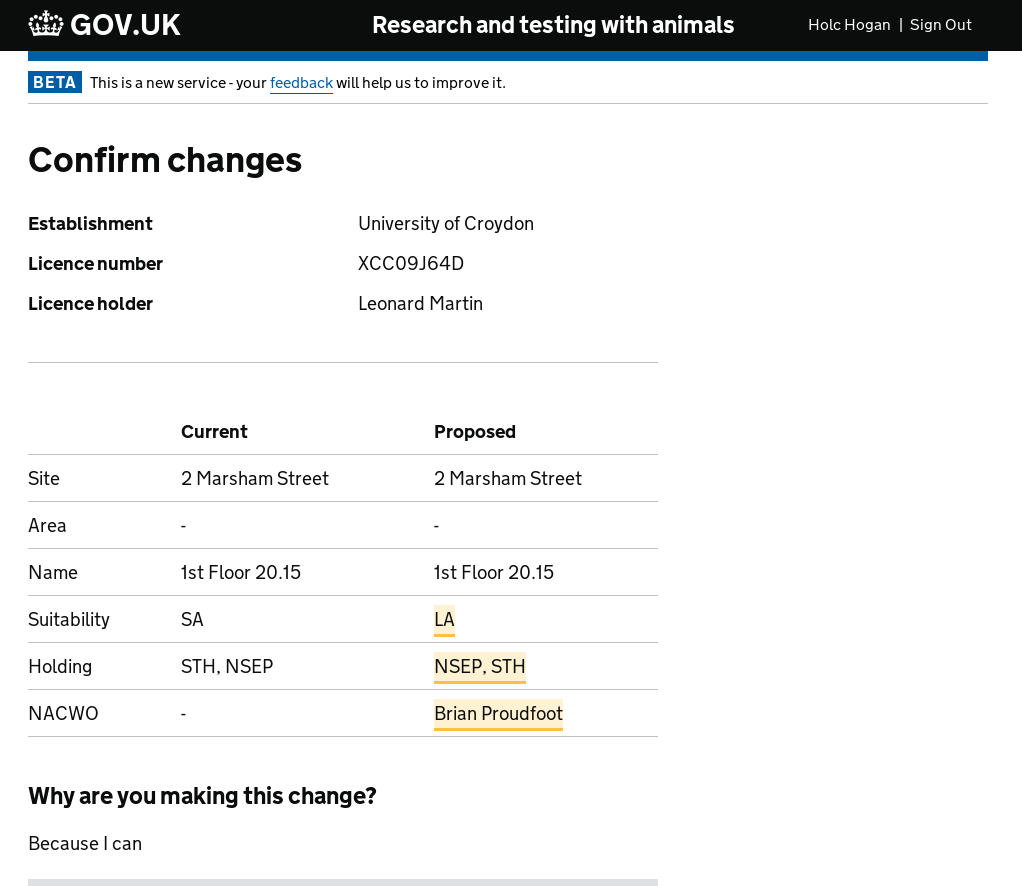 GOV.UK Research and testing with animals Holc Hogan | Sign Out
BETA This is a new service - your feedback will help us to improve it.
Confirm changes
Establishment University of Croydon
Licence number XCC09J64D
Licence holder Leonard Martin
Current Proposed
Site 2 Marsham Street 2 Marsham Street
Area - -
Name 1st Floor 20.15 1st Floor 20.15
Suitability SA LA
Holding STH, NSEP NSEP, STH
NACWO - Brian Proudfoot
Why are you making this change?
Because I can